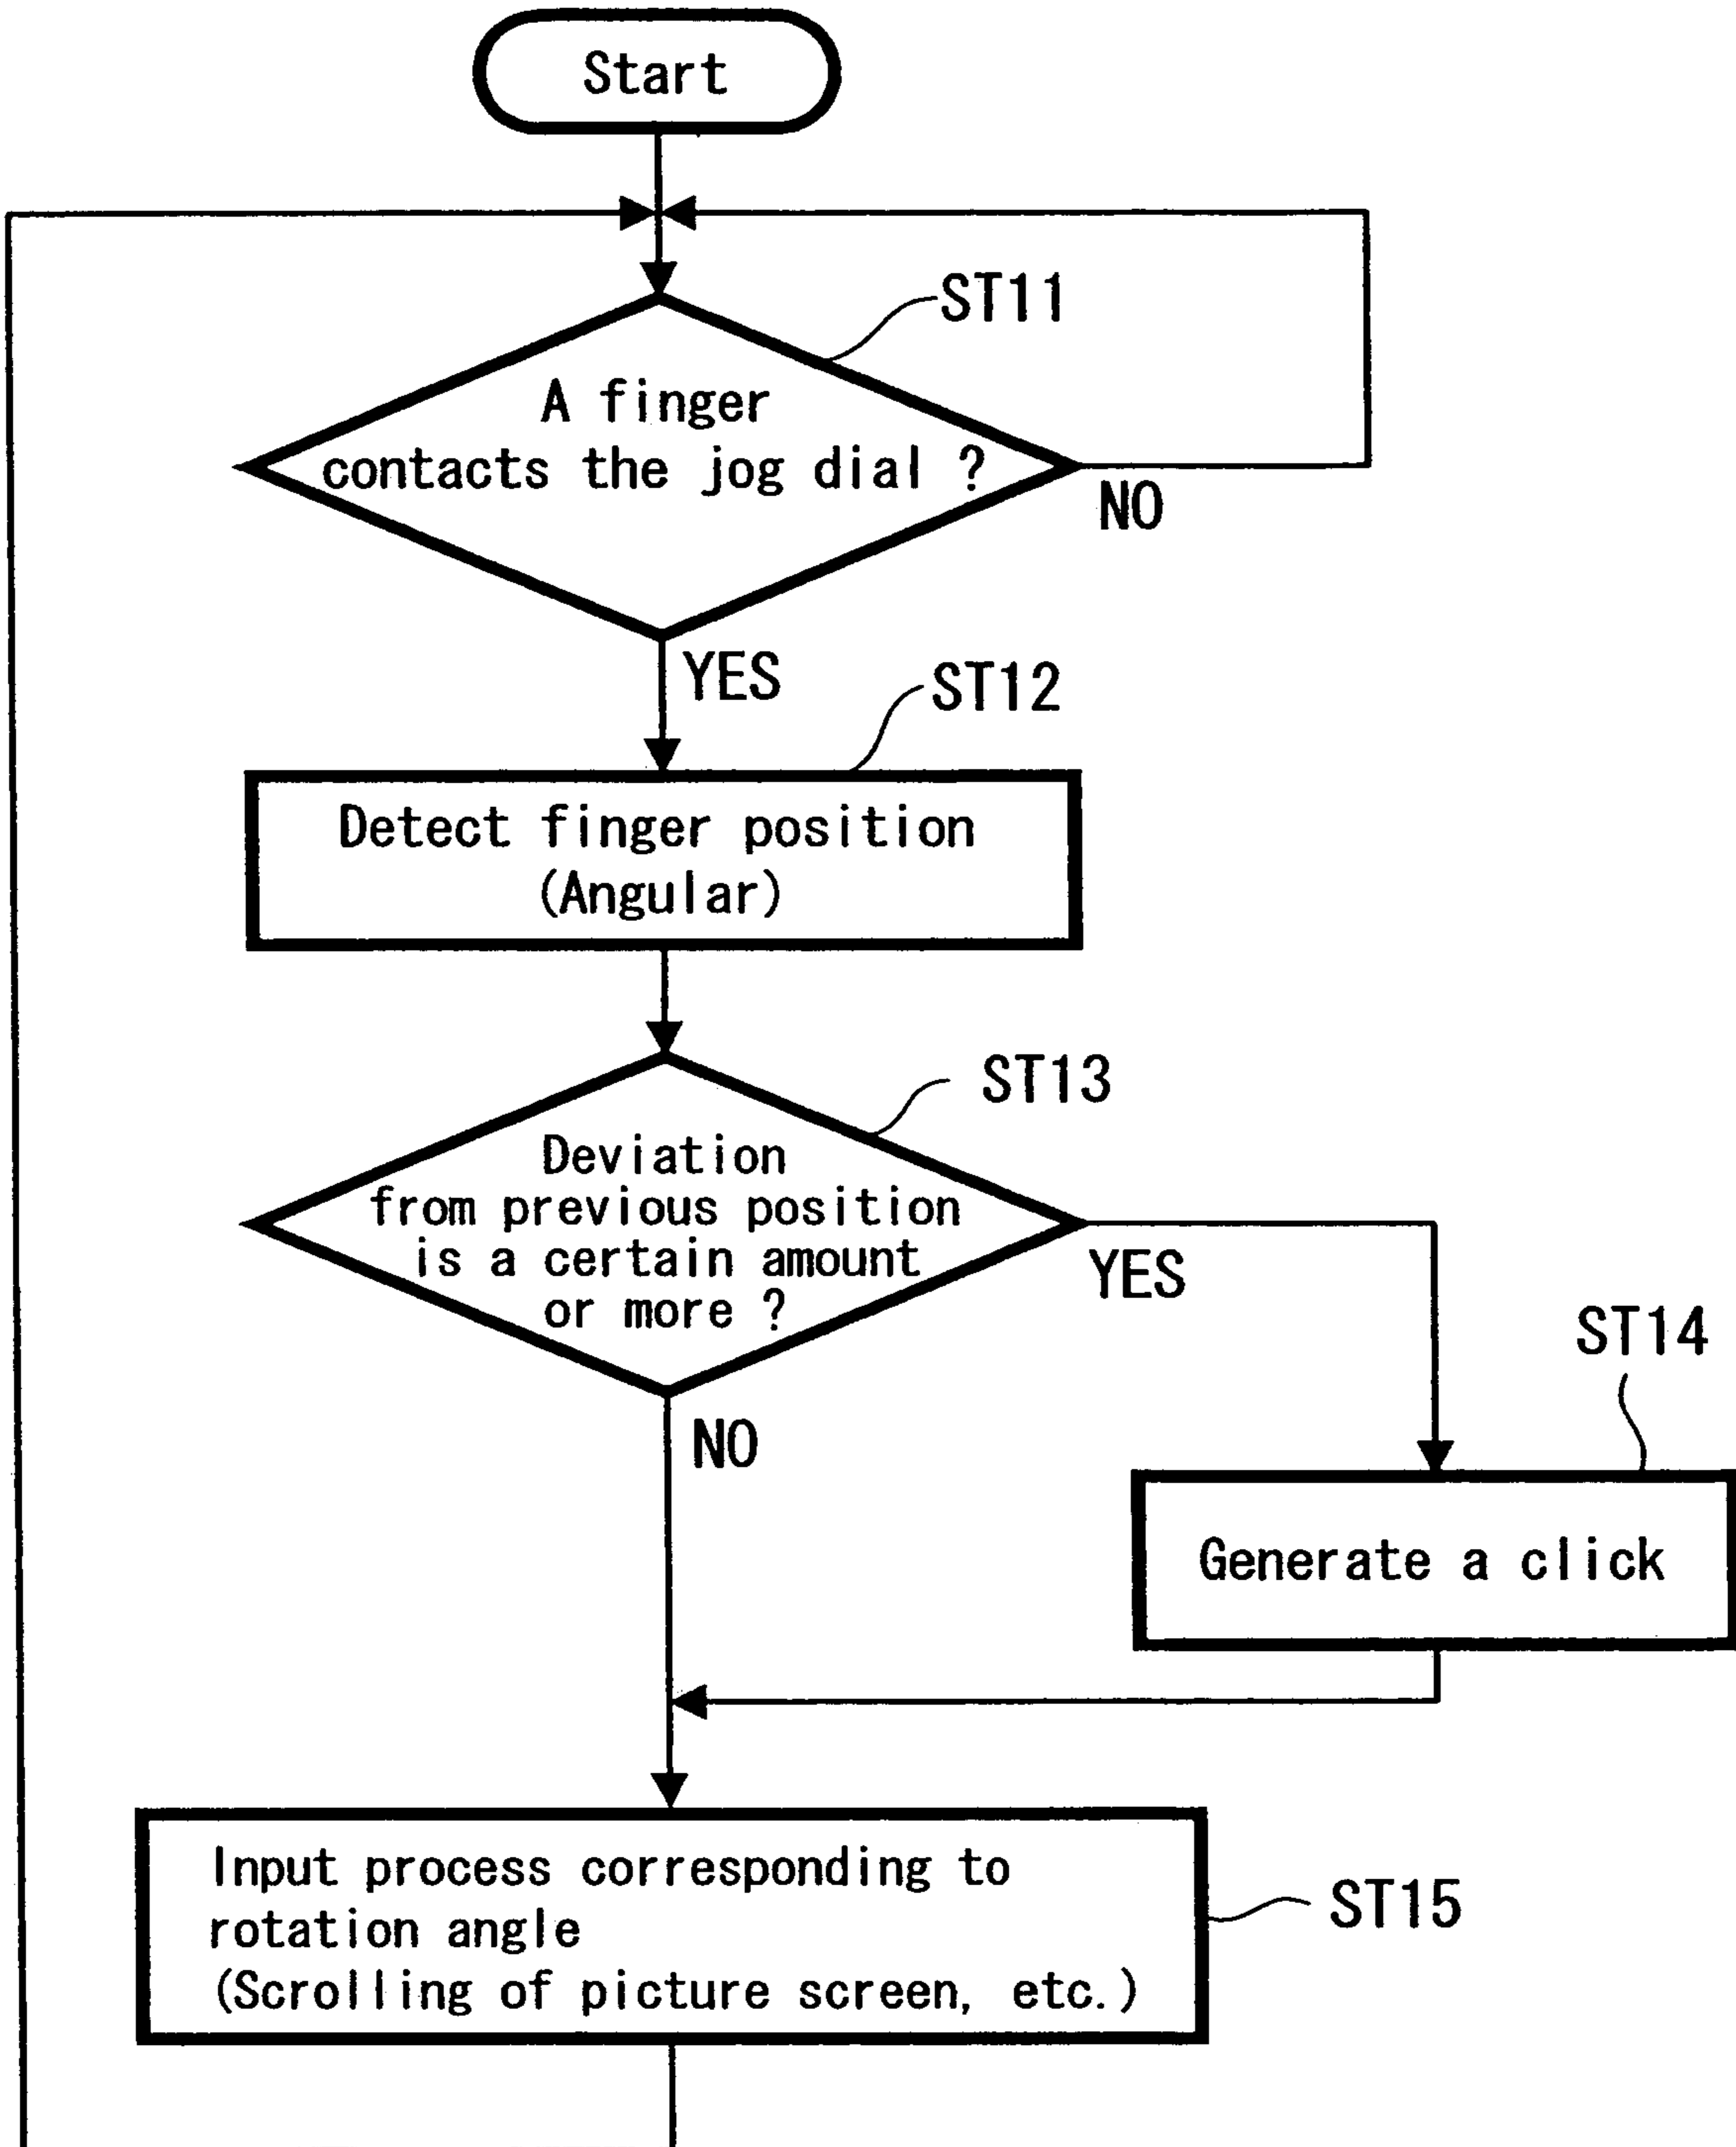 Start
ST11
A finger
contacts the jog dial ?
NO
YES
ST12
Detect finger position
(Angular)
ST13
Deviation
from previous position
is a certain amount
or more ?
YES
ST14
NO
Generate a click
Input process corresponding to
rotation angle
(Scrolling of picture screen, etc.)
ST15